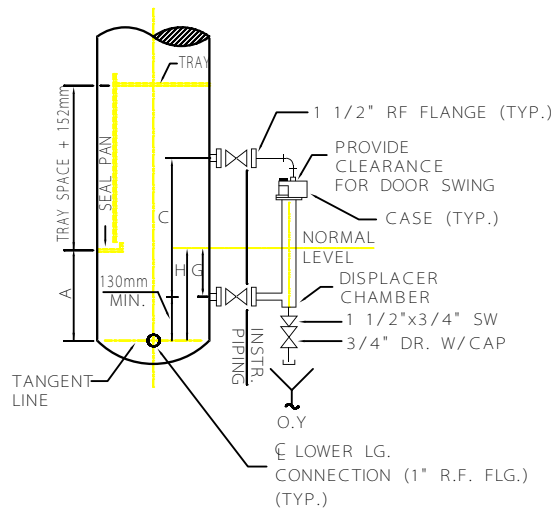 TRAY
1 1/2" RF FLANGE (TYP.)
PROVIDE
CLEARANCE
FOR DOOR SWING
CASE (TYP.)
TRAY SPACE + 152mm
SEAL PAN
C
NORMAL
LEVEL
H
G
A
130mm
MIN.
DISPLACER
CHAMBER
1 1/2"x3/4" SW
3/4" DR. W/CAP
INSTR.
PIPING
TANGENT
LINE
O.Y
℄ LOWER LG.
CONNECTION (1" R.F. FLG.)
(TYP.)